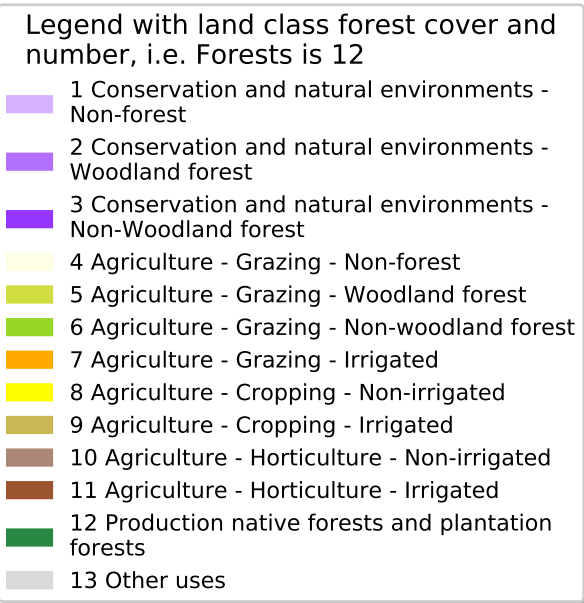 Legend with land class forest cover and
number, i.e. Forests is 12
1 Conservation and natural environments -
Non-forest
2 Conservation and natural environments -
Woodland forest
3 Conservation and natural environments -
Non-Woodland forest
4 Agriculture - Grazing - Non-forest
5 Agriculture - Grazing - Woodland forest
6 Agriculture - Grazing - Non-woodland forest
7 Agriculture - Grazing - Irrigated
8 Agriculture - Cropping - Non-irrigated
9 Agriculture - Cropping - Irrigated
10 Agriculture - Horticulture - Non-irrigated
11 Agriculture - Horticulture - Irrigated
12 Production native forests and plantation
forests
13 Other uses